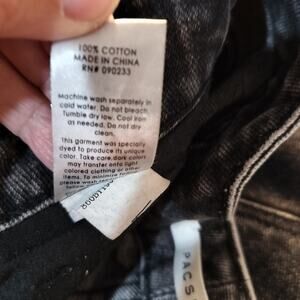 100% COTTON
MADE IN CHINA
RN# 090233
Machine wash separately in
cold water. Do not bleach.
Tumble dry low. Cool iron
as needed. Do not dry
clean.
This garment was specially
dyed to produce its unique
color. Take care.dark colors
may transfer onto light
colored clothing or other
items. To minimize
please wash
PACS